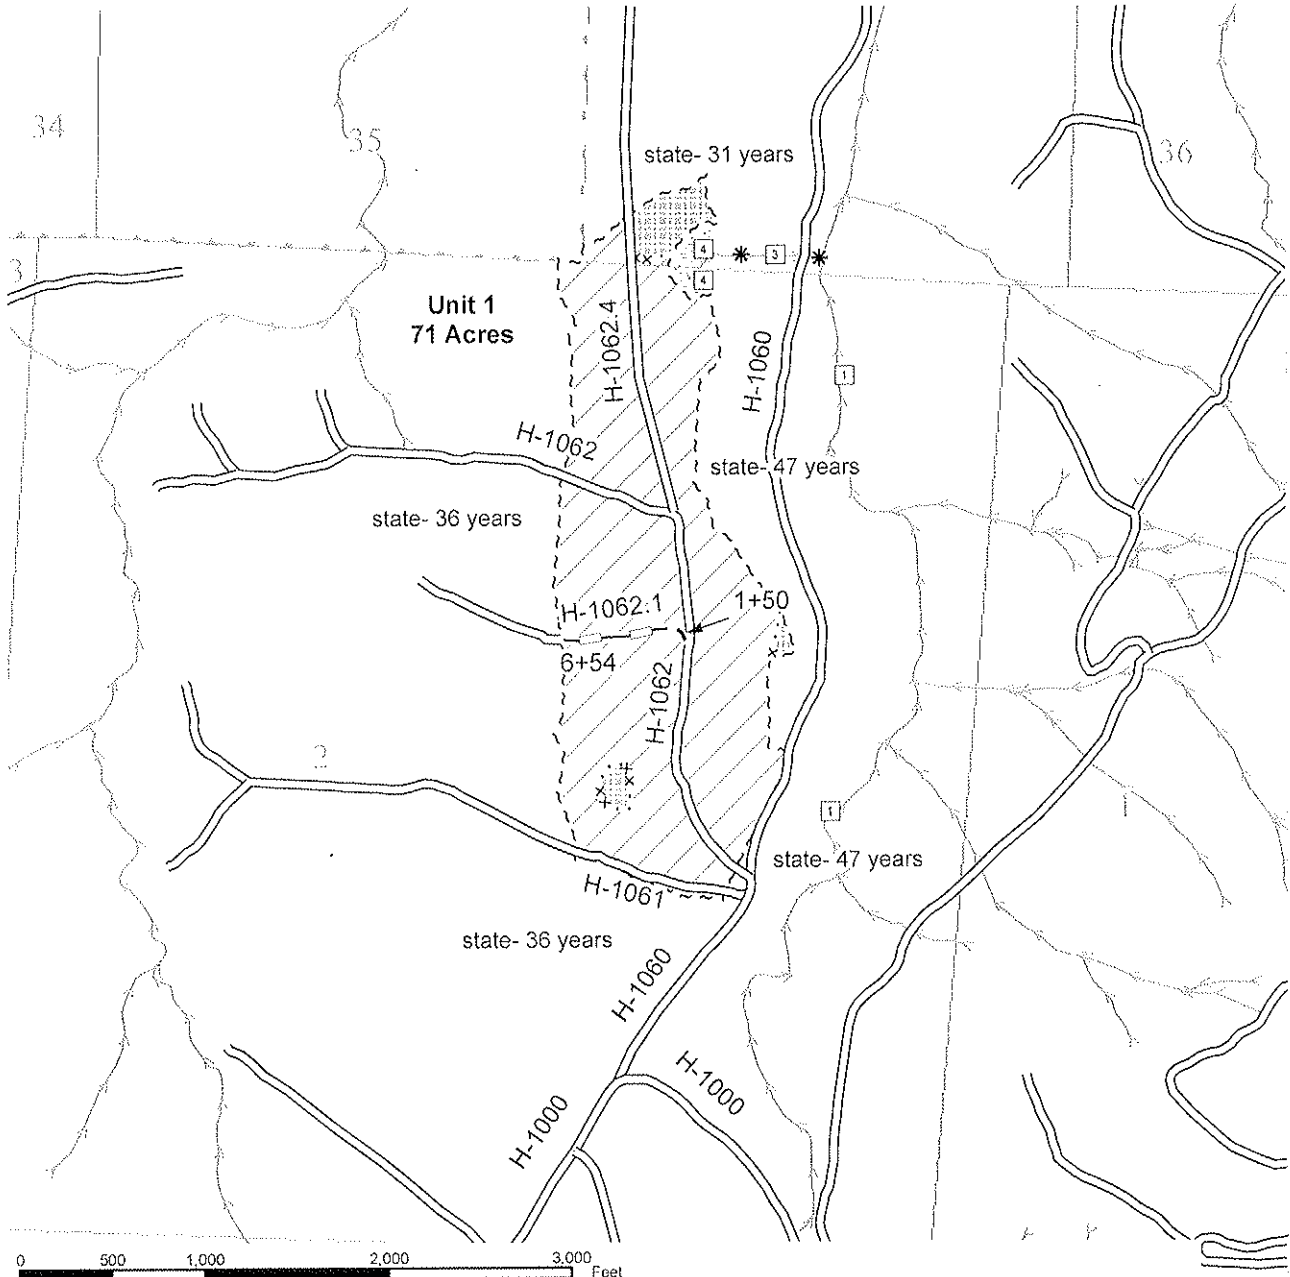 34
35
36
state- 31 years
4
3
4
3
Unit 1
71 Acres
H-1062.4
H-1060
1
H-1062
state- 47 years
state- 36 years
H-1062.1
1+50
6+54
H-1062
2
1
1
state- 47 years
H-1061
state- 36 years
H-1060
H-1000
H-1000
0 500 1,000 2,000 3,000
Feet